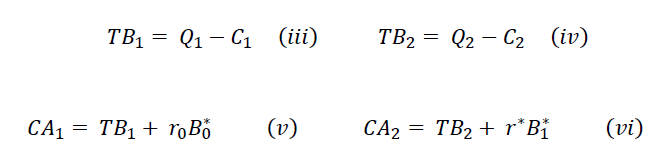 TB₁ = Q₁ − C₁ (iii) TB₂ = Q₂ − C₂ (iv)
CA₁ = TB₁ + r₀B₀* (v) CA₂ = TB₂ + r*B₁* (vi)